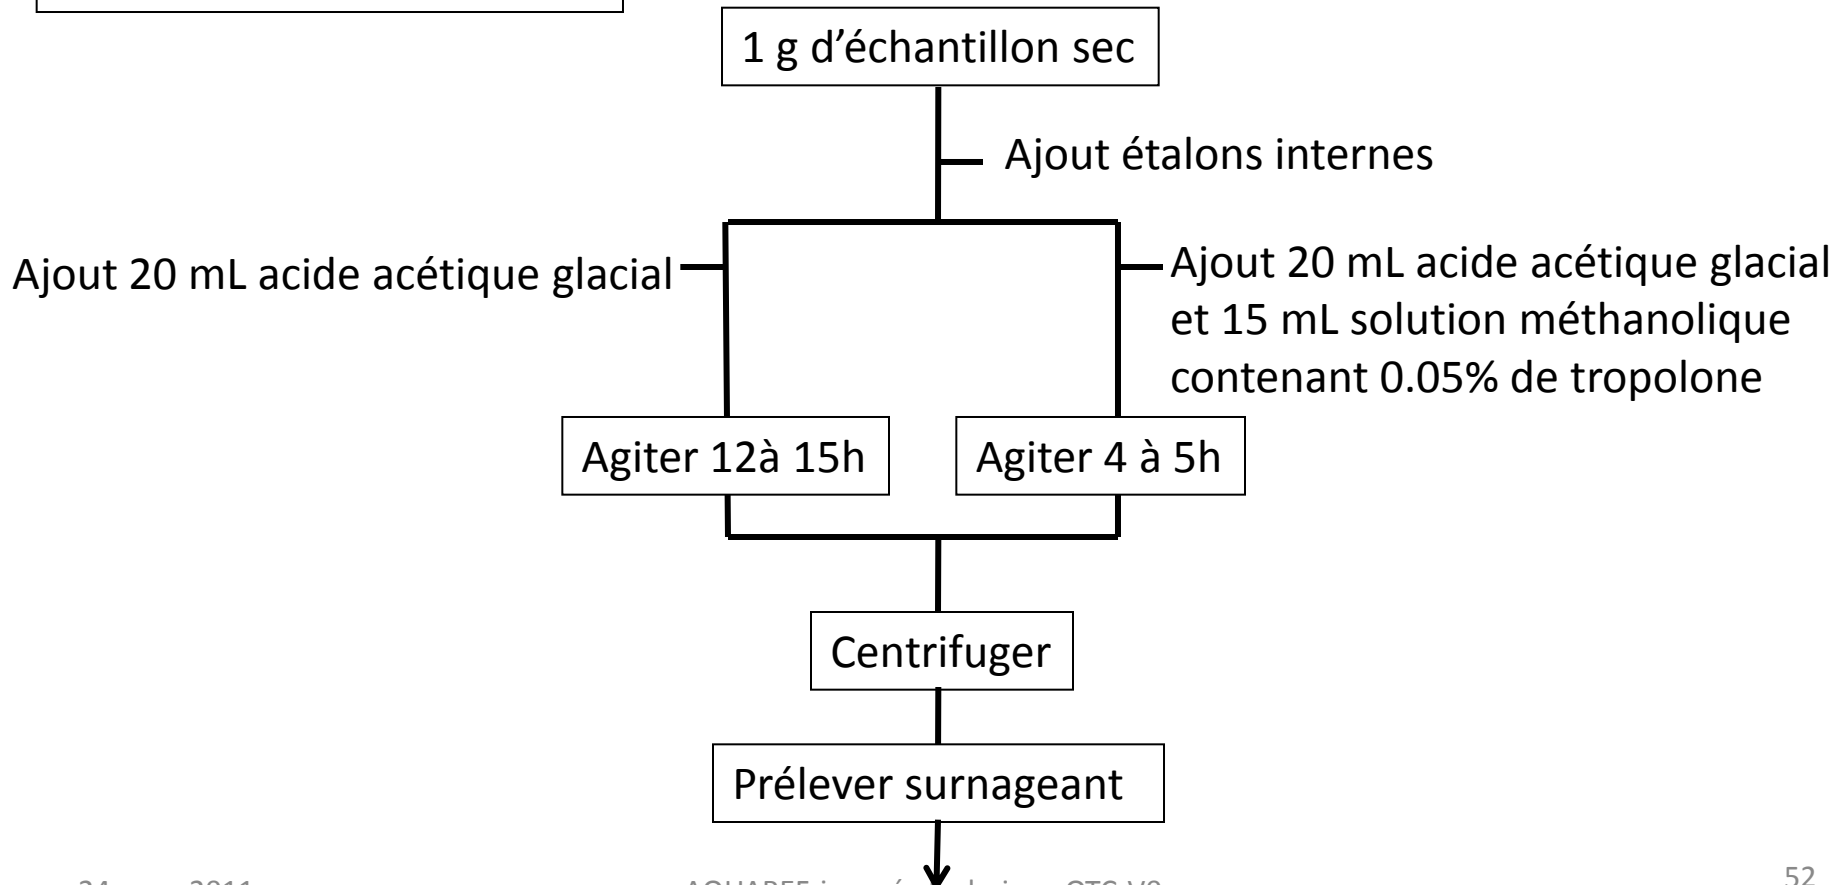 1 g d'échantillon sec
Ajout étalons internes
Ajout 20 mL acide acétique glacial
Ajout 20 mL acide acétique glacial
et 15 mL solution méthanolique
contenant 0.05% de tropolone
Agiter 12à 15h
Agiter 4 à 5h
Centrifuger
Prélever surnageant
52